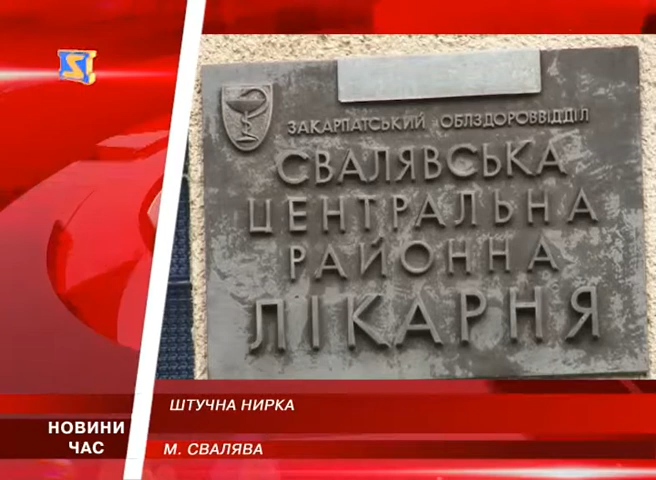 ЗАКАРПАТСЬКИЙ ОБЛЗДОРОВВІДДІЛ
СВАЛЯВСЬКА
ЦЕНТРАЛЬНА
РАЙОННА
ЛІКАРНЯ
ШТУЧНА НИРКА
НОВИНИ
ЧАС
М. СВАЛЯВА